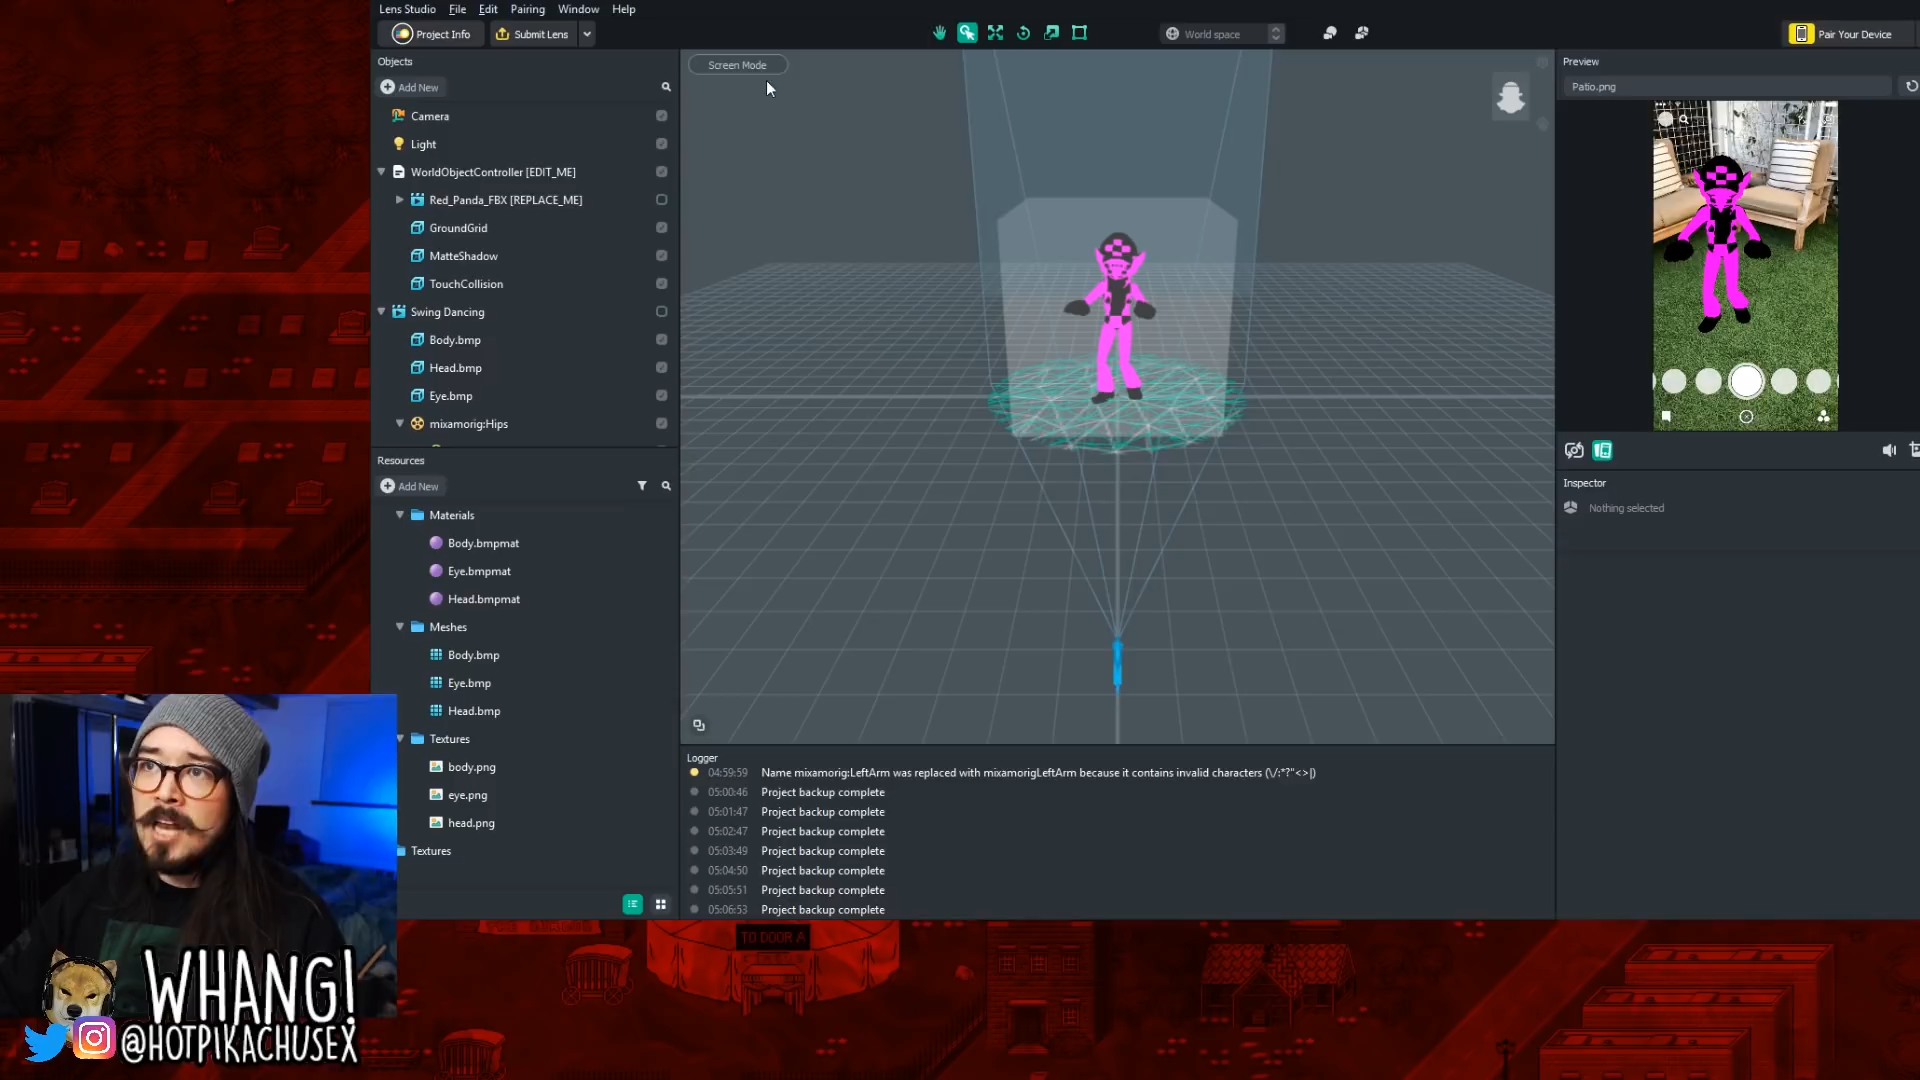 Lens Studio File Edit Pairing Window Help
Project Info Submit Lens World space Pair Your Device
Objects
Add New
Camera
Light
WorldObjectController [EDIT_ME]
Red_Panda_FBX [REPLACE_ME]
GroundGrid
MatteShadow
TouchCollision
Swing Dancing
Body.bmp
Head.bmp
Eye.bmp
mixamorig:Hips
Resources
Add New
Materials
Body.bmpmat
Eye.bmpmat
Head.bmpmat
Meshes
Body.bmp
Eye.bmp
Head.bmp
Textures
body.png
eye.png
head.png
Textures
Screen Mode
Logger
04:59:59 Name mixamorig:LeftArm was replaced with mixamorigLeftArm because it contains invalid characters (\/:*?"<>|)
05:00:46 Project backup complete
05:01:47 Project backup complete
05:02:47 Project backup complete
05:03:49 Project backup complete
05:04:50 Project backup complete
05:05:51 Project backup complete
05:06:53 Project backup complete
Preview
Patio.png
Inspector
Nothing selected
TO DOOR A
WHANG!
@HOTPIKACHUSEX